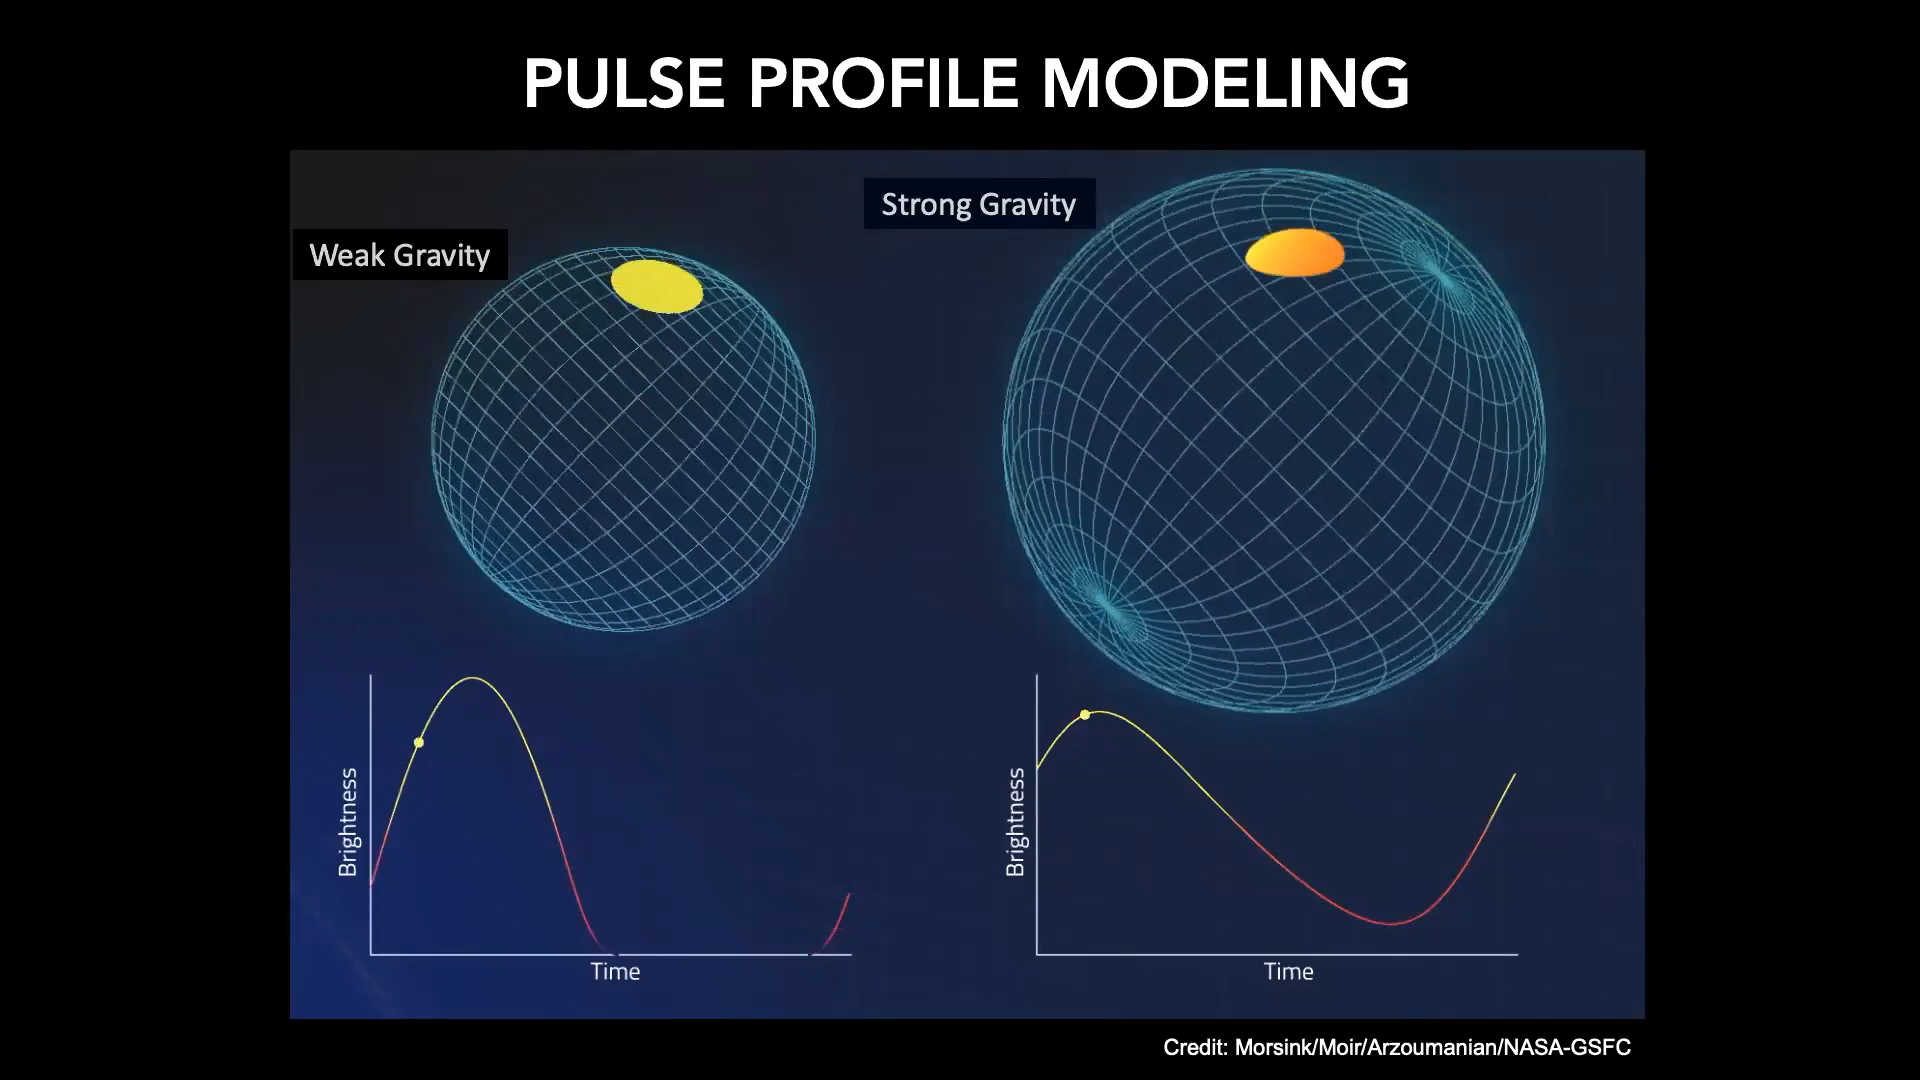 PULSE PROFILE MODELING
Weak Gravity
Strong Gravity
Brightness
Time
Brightness
Time
Credit: Morsink/Moir/Arzoumanian/NASA-GSFC